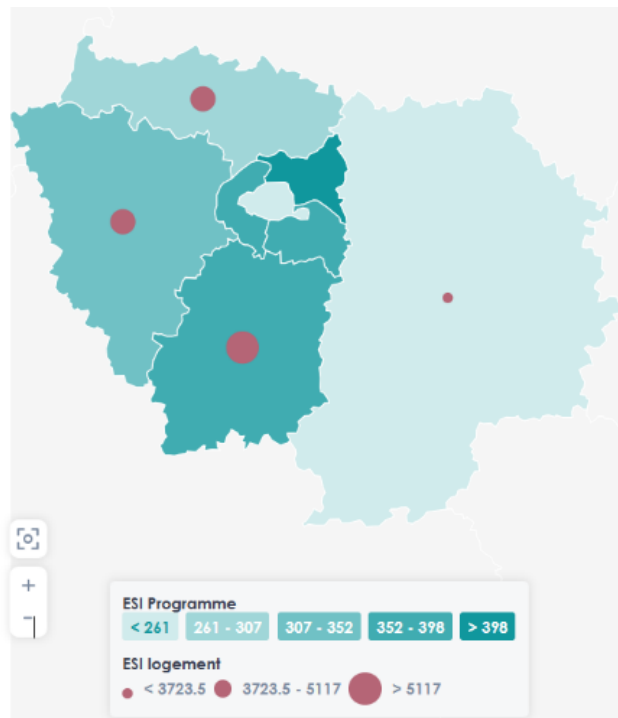 +
−
ESI Programme
< 261 261 - 307 307 - 352 352 - 398 > 398
ESI logement
< 3723.5 3723.5 - 5117 > 5117